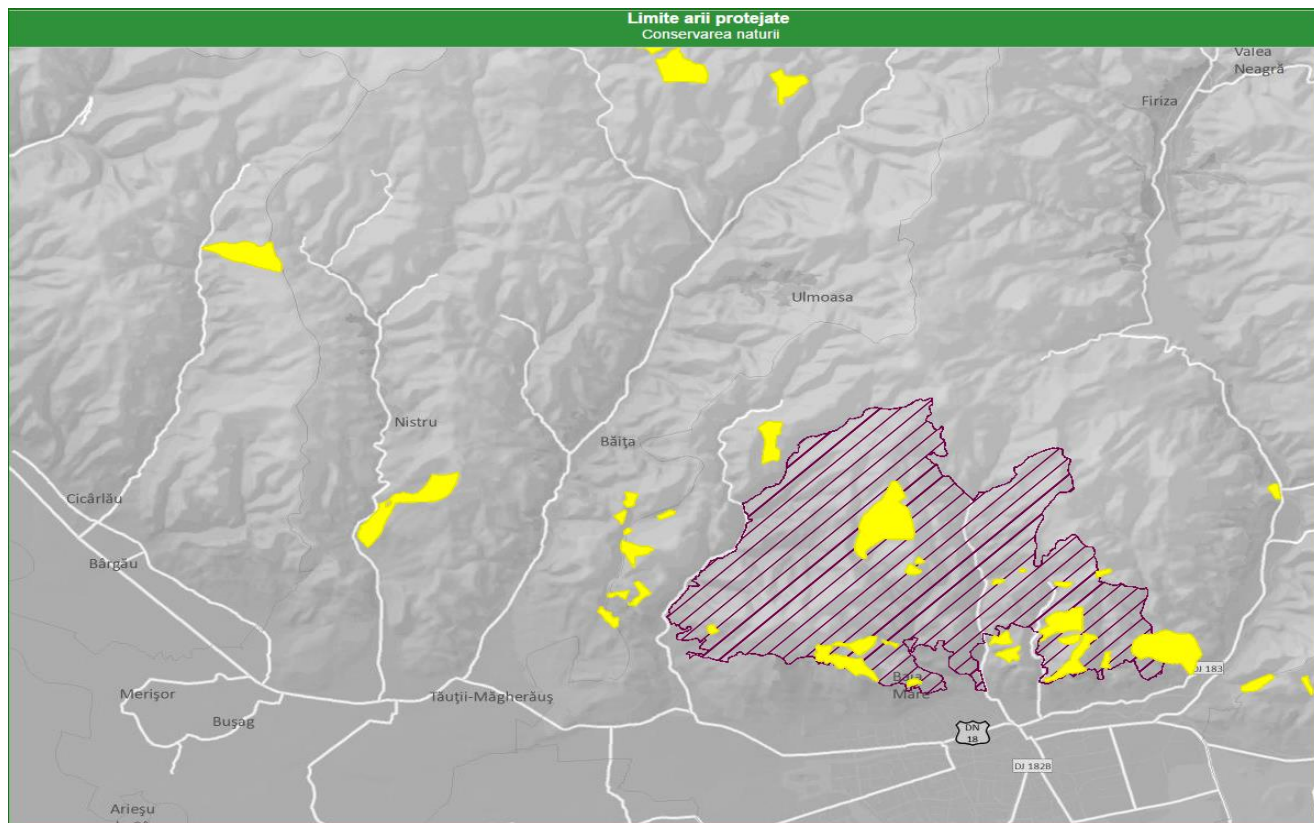 Limite arii protejate
Conservarea naturii
Valea
Neagră
Firiza
Ulmoasa
Nistru
Băiţa
Cicârlău
Bârgău
Merişor
Buşag
Tăuţii-Măgherăuş
Baia
Mare
DJ 183
DN
18
DJ 182B
Arieşu